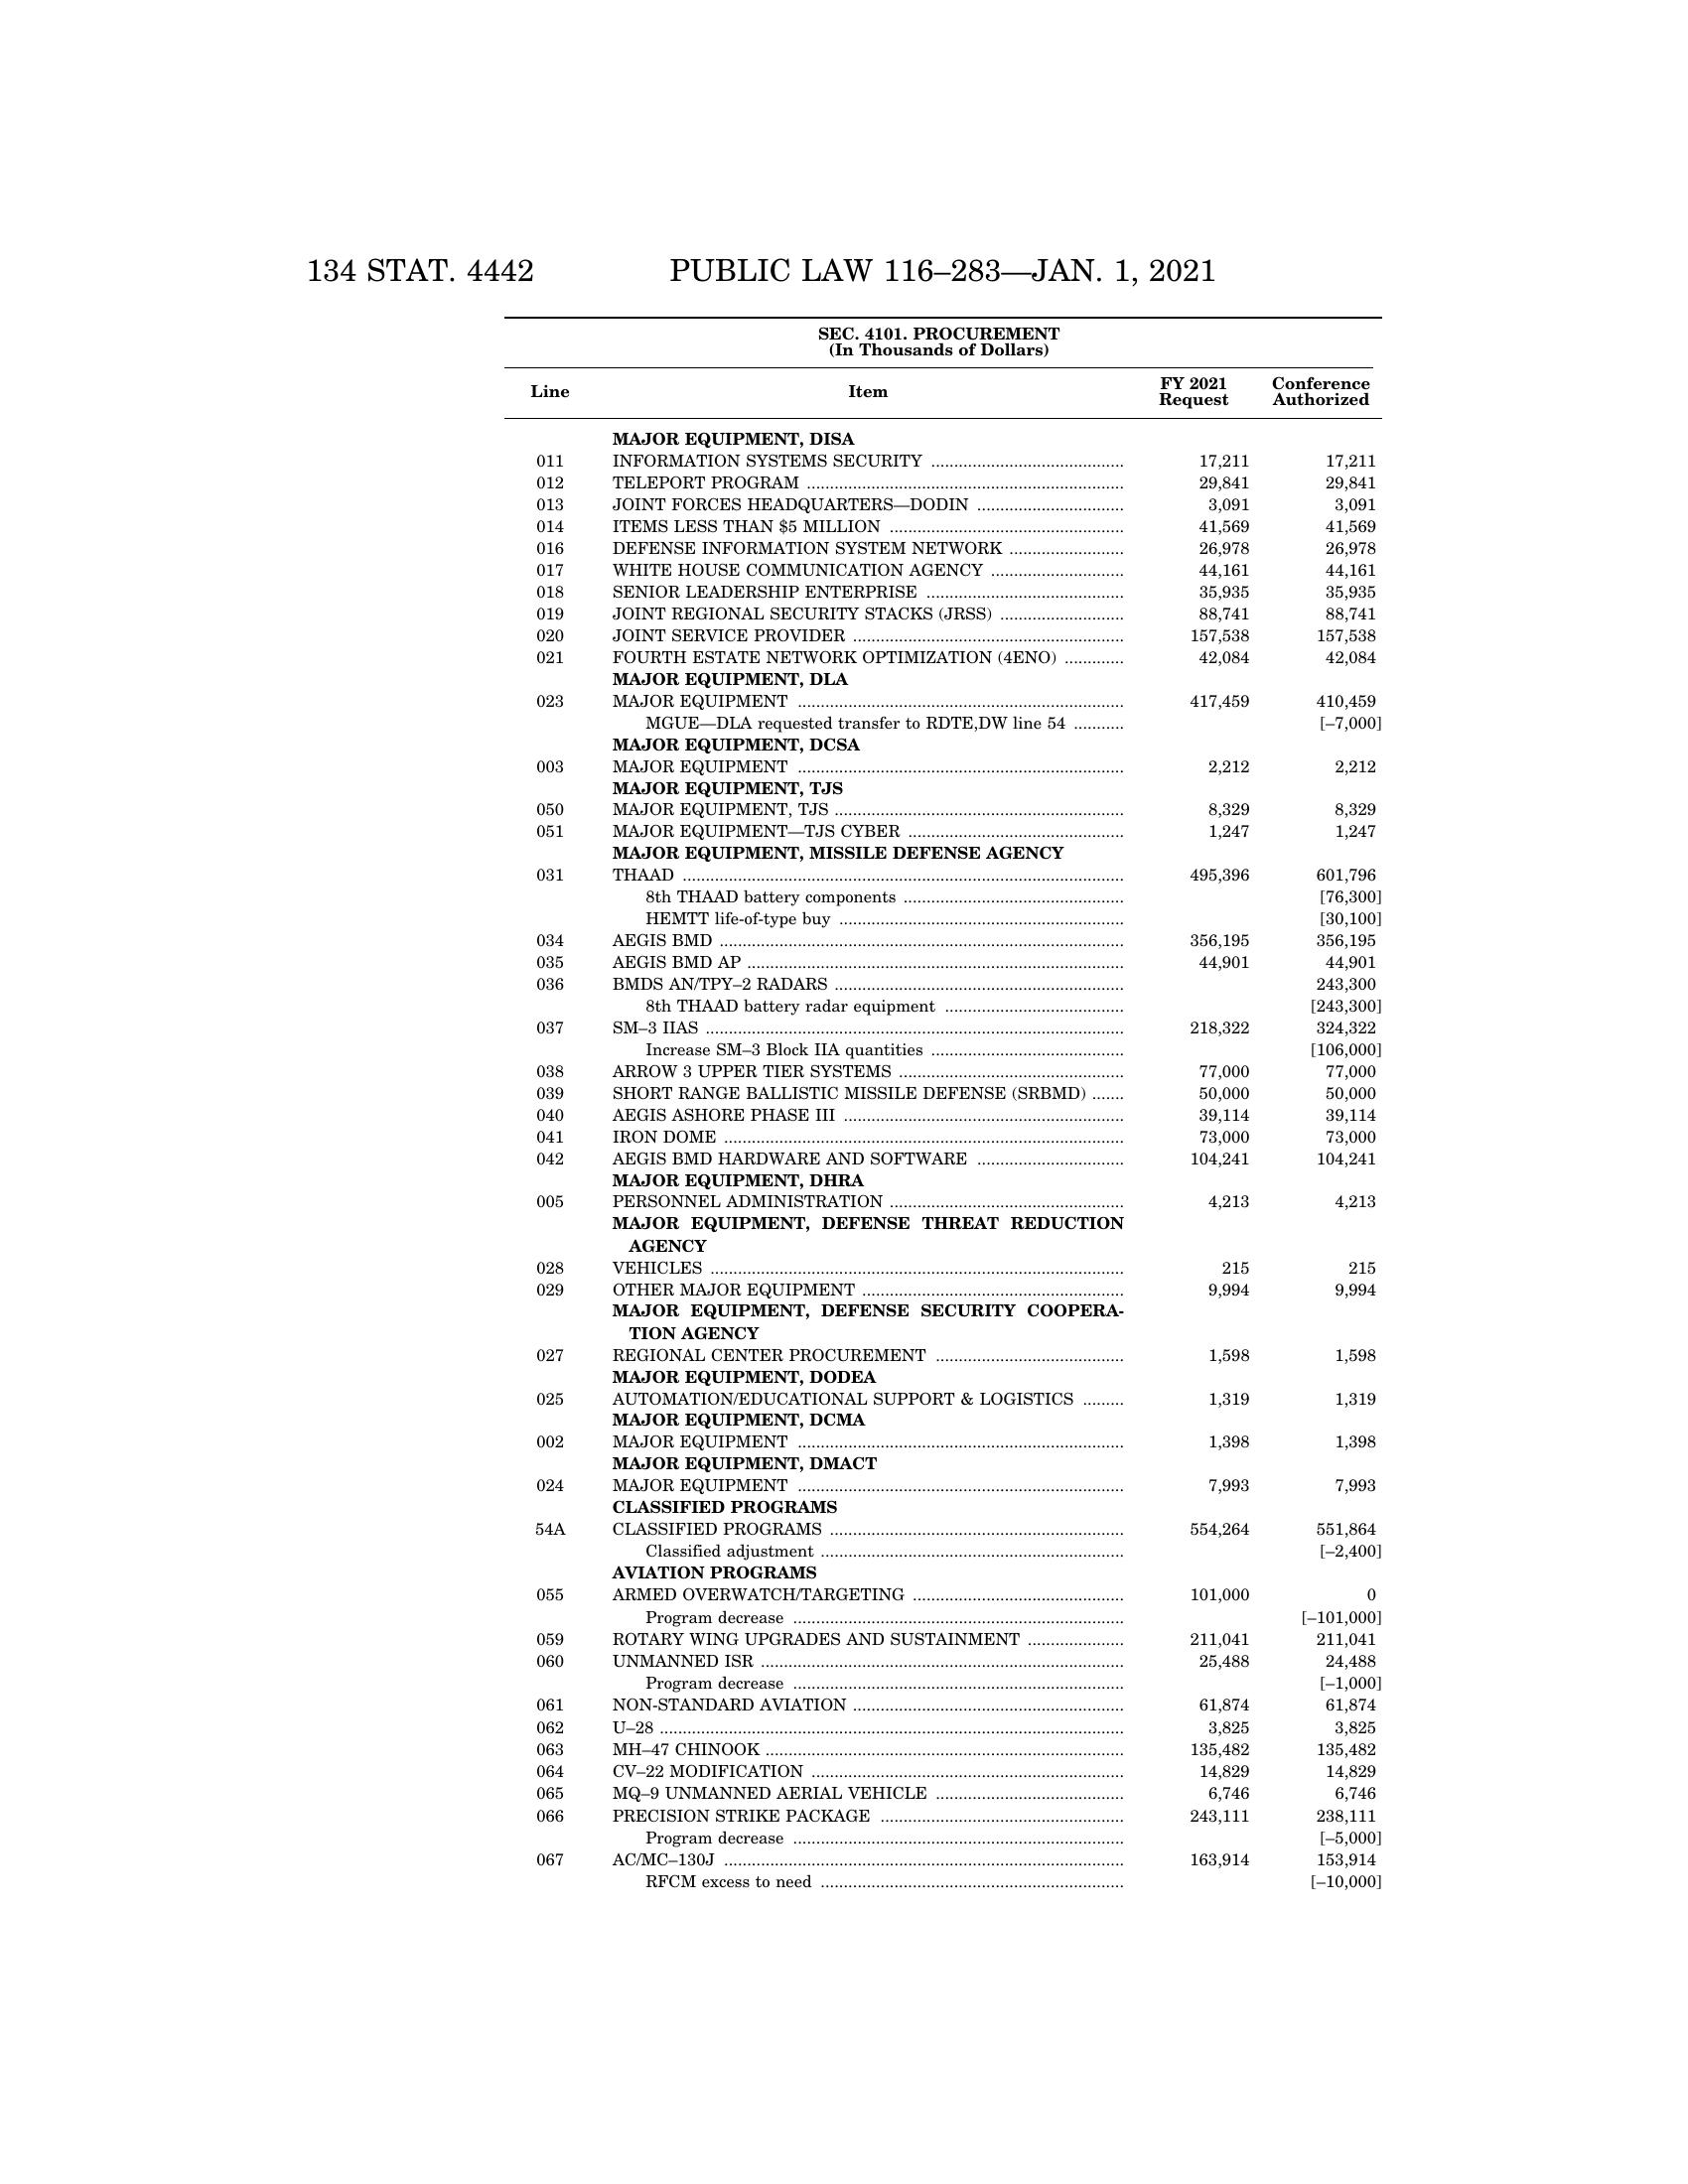 134 STAT. 4442 PUBLIC LAW 116–283—JAN. 1, 2021
SEC. 4101. PROCUREMENT
(In Thousands of Dollars)
Line Item FY 2021 Request Conference Authorized
MAJOR EQUIPMENT, DISA
011 INFORMATION SYSTEMS SECURITY 17,211 17,211
012 TELEPORT PROGRAM 29,841 29,841
013 JOINT FORCES HEADQUARTERS—DODIN 3,091 3,091
014 ITEMS LESS THAN $5 MILLION 41,569 41,569
016 DEFENSE INFORMATION SYSTEM NETWORK 26,978 26,978
017 WHITE HOUSE COMMUNICATION AGENCY 44,161 44,161
018 SENIOR LEADERSHIP ENTERPRISE 35,935 35,935
019 JOINT REGIONAL SECURITY STACKS (JRSS) 88,741 88,741
020 JOINT SERVICE PROVIDER 157,538 157,538
021 FOURTH ESTATE NETWORK OPTIMIZATION (4ENO) 42,084 42,084
MAJOR EQUIPMENT, DLA
023 MAJOR EQUIPMENT 417,459 410,459
MGUE—DLA requested transfer to RDTE,DW line 54 [–7,000]
MAJOR EQUIPMENT, DCSA
003 MAJOR EQUIPMENT 2,212 2,212
MAJOR EQUIPMENT, TJS
050 MAJOR EQUIPMENT, TJS 8,329 8,329
051 MAJOR EQUIPMENT—TJS CYBER 1,247 1,247
MAJOR EQUIPMENT, MISSILE DEFENSE AGENCY
031 THAAD 495,396 601,796
8th THAAD battery components [76,300]
HEMTT life-of-type buy [30,100]
034 AEGIS BMD 356,195 356,195
035 AEGIS BMD AP 44,901 44,901
036 BMDS AN/TPY–2 RADARS 243,300
8th THAAD battery radar equipment [243,300]
037 SM–3 IIAS 218,322 324,322
Increase SM–3 Block IIA quantities [106,000]
038 ARROW 3 UPPER TIER SYSTEMS 77,000 77,000
039 SHORT RANGE BALLISTIC MISSILE DEFENSE (SRBMD) 50,000 50,000
040 AEGIS ASHORE PHASE III 39,114 39,114
041 IRON DOME 73,000 73,000
042 AEGIS BMD HARDWARE AND SOFTWARE 104,241 104,241
MAJOR EQUIPMENT, DHRA
005 PERSONNEL ADMINISTRATION 4,213 4,213
MAJOR EQUIPMENT, DEFENSE THREAT REDUCTION
AGENCY
028 VEHICLES 215 215
029 OTHER MAJOR EQUIPMENT 9,994 9,994
MAJOR EQUIPMENT, DEFENSE SECURITY COOPERA-
TION AGENCY
027 REGIONAL CENTER PROCUREMENT 1,598 1,598
MAJOR EQUIPMENT, DODEA
025 AUTOMATION/EDUCATIONAL SUPPORT & LOGISTICS 1,319 1,319
MAJOR EQUIPMENT, DCMA
002 MAJOR EQUIPMENT 1,398 1,398
MAJOR EQUIPMENT, DMACT
024 MAJOR EQUIPMENT 7,993 7,993
CLASSIFIED PROGRAMS
54A CLASSIFIED PROGRAMS 554,264 551,864
Classified adjustment [–2,400]
AVIATION PROGRAMS
055 ARMED OVERWATCH/TARGETING 101,000 0
Program decrease [–101,000]
059 ROTARY WING UPGRADES AND SUSTAINMENT 211,041 211,041
060 UNMANNED ISR 25,488 24,488
Program decrease [–1,000]
061 NON-STANDARD AVIATION 61,874 61,874
062 U–28 3,825 3,825
063 MH–47 CHINOOK 135,482 135,482
064 CV–22 MODIFICATION 14,829 14,829
065 MQ–9 UNMANNED AERIAL VEHICLE 6,746 6,746
066 PRECISION STRIKE PACKAGE 243,111 238,111
Program decrease [–5,000]
067 AC/MC–130J 163,914 153,914
RFCM excess to need [–10,000]